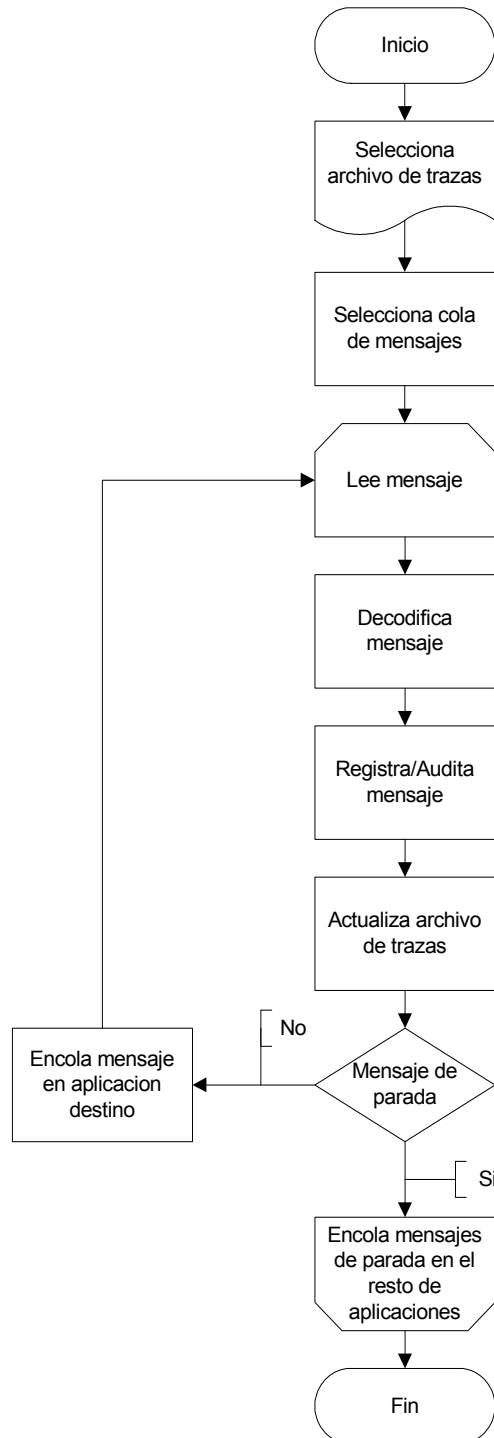 Inicio
Selecciona
archivo de trazas
Selecciona cola
de mensajes
Lee mensaje
Decodifica
mensaje
Registra/Audita
mensaje
Actualiza archivo
de trazas
No
Mensaje de
parada
Encola mensaje
en aplicacion
destino
Si
Encola mensajes
de parada en el
resto de
aplicaciones
Fin